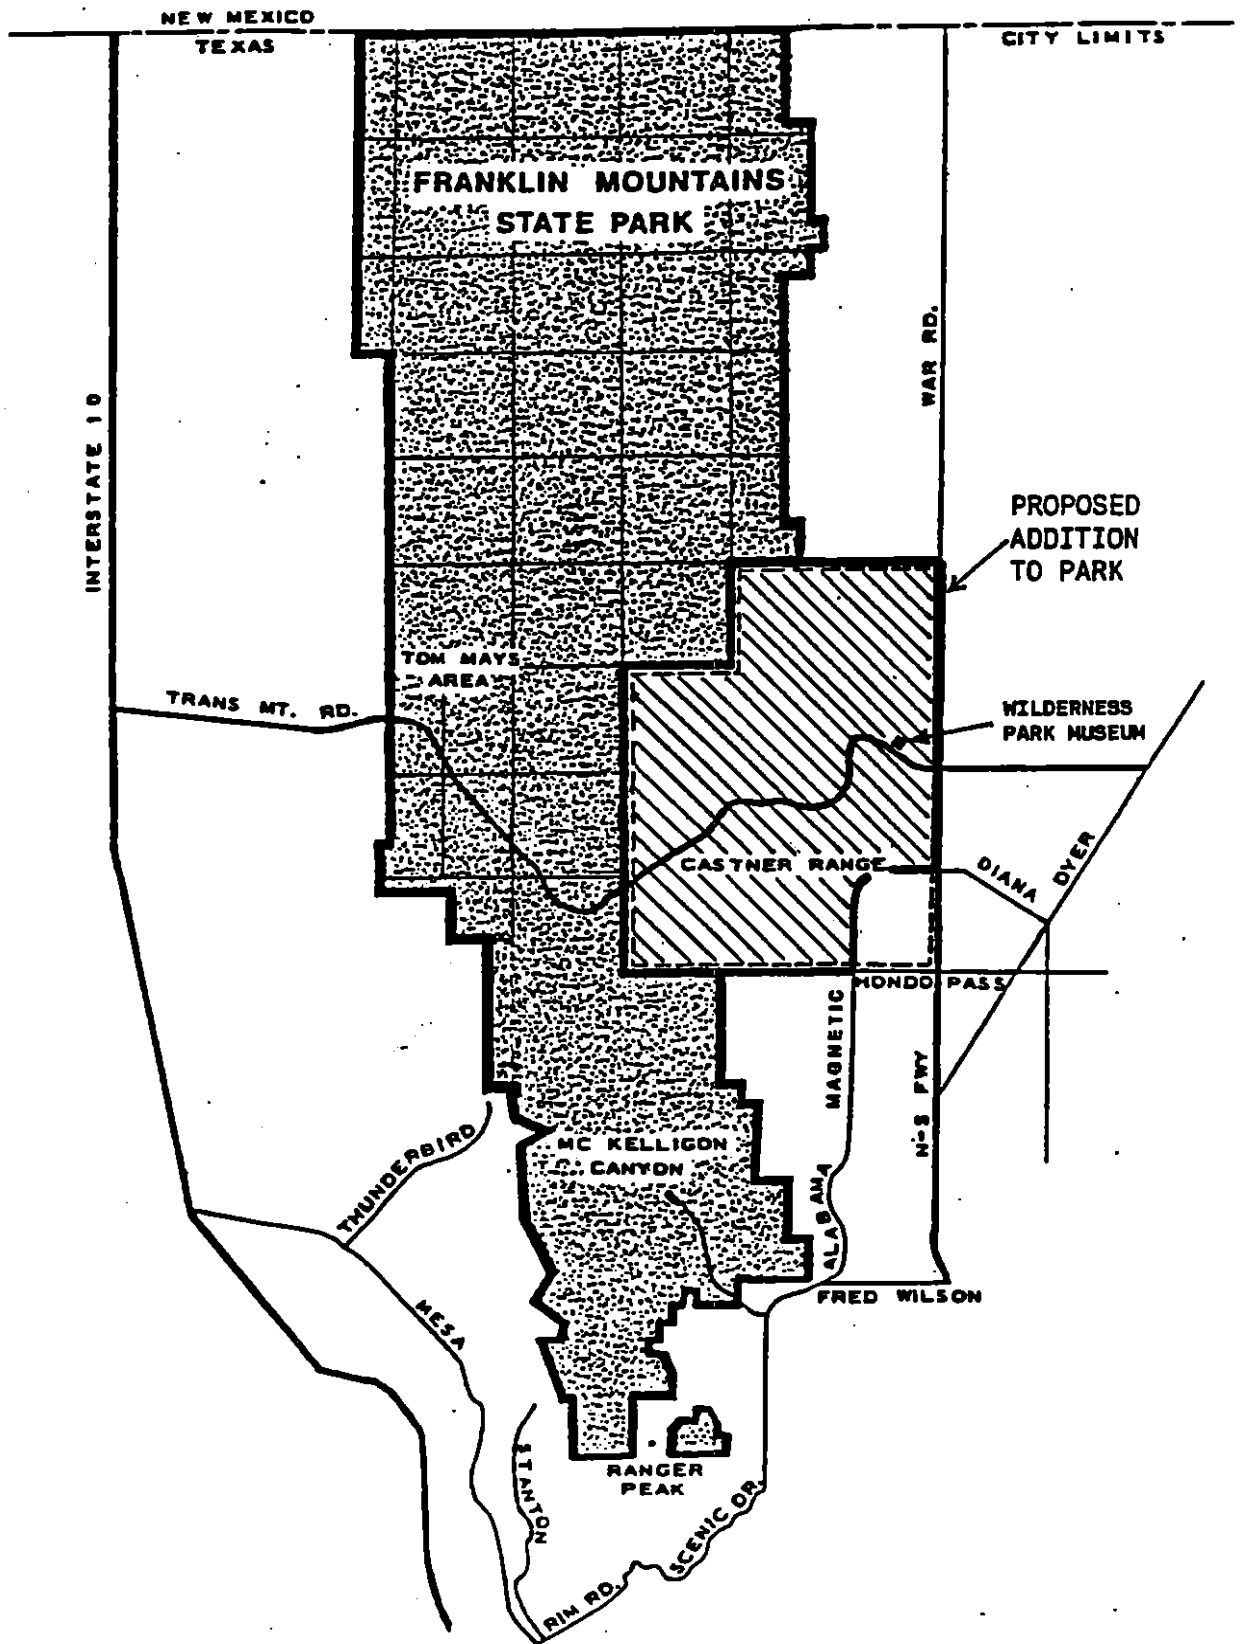 NEW MEXICO
TEXAS
CITY LIMITS
FRANKLIN MOUNTAINS
STATE PARK
INTERSTATE 10
WAR RD.
PROPOSED
ADDITION
TO PARK
TOM MAYS
AREA
TRANS MT. RD.
WILDERNESS
PARK MUSEUM
CASTNER RANGE
DIANA
DYER
HONDO PASS
MAGNETIC
N-S FWY
THUNDERBIRD
MC KELLIGON
CANYON
ALABAMA
FRED WILSON
MESA
STANTON
RANGER
PEAK
SCENIC DR.
RIM RD.